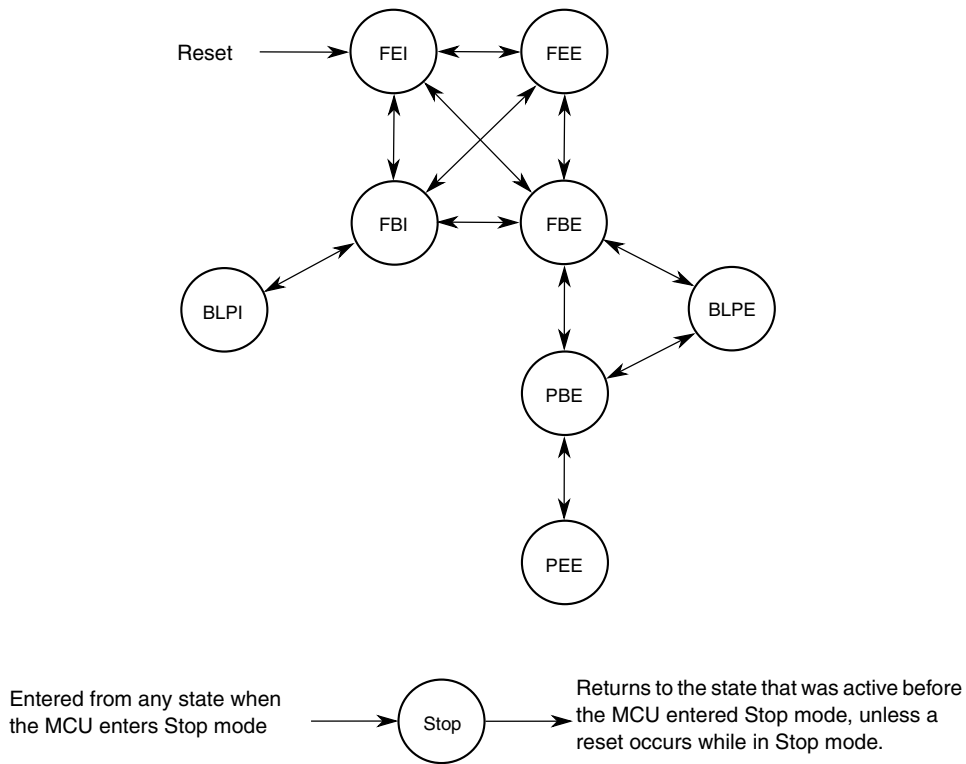 Reset
FEI
FEE
FBI
FBE
BLPI
BLPE
PBE
PEE
Entered from any state when
the MCU enters Stop mode
Stop
Returns to the state that was active before
the MCU entered Stop mode, unless a
reset occurs while in Stop mode.